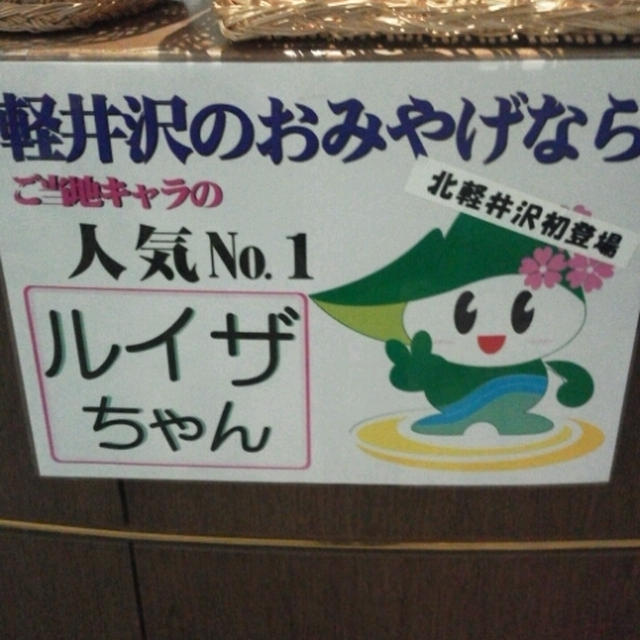 軽井沢のおみやげなら
ご当地キャラの
北軽井沢初登場
人気No.1
ルイザ
ちゃん